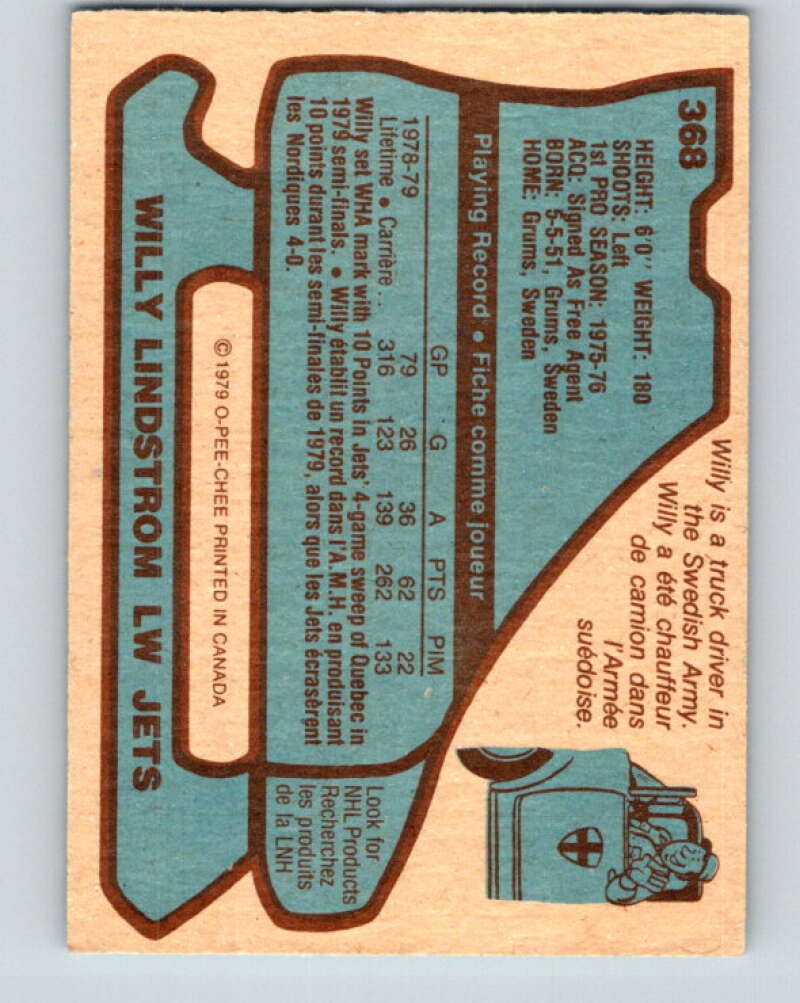 368
HEIGHT: 6'0" WEIGHT: 180
SHOOTS: Left
1st PRO SEASON: 1975-76
ACQ: Signed As Free Agent
BORN: 5-5-51, Grums, Sweden
HOME: Grums, Sweden
Willy is a truck driver in
the Swedish Army.
Willy a été chauffeur
de camion dans
l'Armée
suédoise.
Playing Record • Fiche comme joueur
GP G A PTS PIM
1978-79 79 26 36 62 22
Lifetime • Carrière .. 316 123 139 262 133
Willy set WHA mark with 10 Points in Jets' 4-game sweep of Quebec in
1979 semi-finals. • Willy établit un record dans l'A.M.H. en produisant
10 points durant les semi-finales de 1979, alors que les Jets écrasèrent
les Nordiques 4-0.
Look for
NHL Products
Recherchez
les produits
de la LNH
©1979 O-PEE-CHEE PRINTED IN CANADA
WILLY LINDSTROM LW JETS